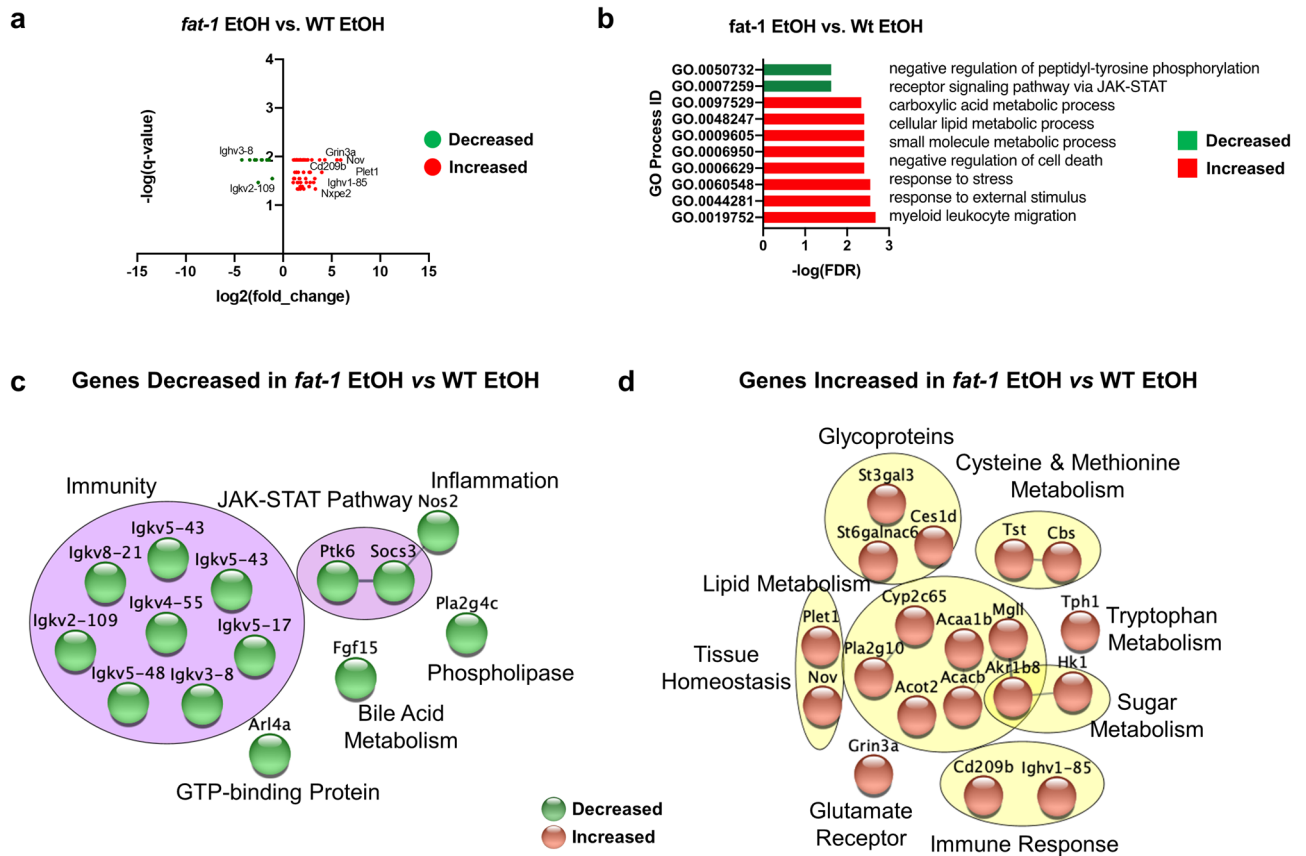 a
fat-1 EtOH vs. WT EtOH
-log(q-value)
4
3
2
1
Ighv3-8
Igkv2-109
Grin3a
Nov
Cd209b
Plet1
Ighv1-85
Nxpe2
-15 -10 -5 0 5 10 15
log2(fold_change)
Decreased
Increased
b
fat-1 EtOH vs. Wt EtOH
GO Process ID
GO.0050732
GO.0007259
GO.0097529
GO.0048247
GO.0009605
GO.0006950
GO.0006629
GO.0060548
GO.0044281
GO.0019752
negative regulation of peptidyl-tyrosine phosphorylation
receptor signaling pathway via JAK-STAT
carboxylic acid metabolic process
cellular lipid metabolic process
small molecule metabolic process
negative regulation of cell death
response to stress
response to external stimulus
myeloid leukocyte migration
0 1 2 3
-log(FDR)
Decreased
Increased
c
Genes Decreased in fat-1 EtOH vs WT EtOH
Immunity
Igkv5-43
Igkv8-21
Igkv5-43
Igkv4-55
Igkv2-109
Igkv5-17
Igkv5-48
Igkv3-8
JAK-STAT Pathway
Ptk6
Socs3
Inflammation
Nos2
Pla2g4c
Phospholipase
Fgf15
Bile Acid
Metabolism
Arl4a
GTP-binding Protein
Decreased
Increased
d
Genes Increased in fat-1 EtOH vs WT EtOH
Glycoproteins
St3gal3
Ces1d
St6galnac6
Cysteine & Methionine
Metabolism
Tst
Cbs
Lipid Metabolism
Cyp2c65
Acaa1b
Mgll
Pla2g10
Acot2
Acacb
Akr1b8
Hk1
Tph1
Tryptophan
Metabolism
Plet1
Nov
Tissue
Homeostasis
Sugar
Metabolism
Grin3a
Glutamate
Receptor
Cd209b
Ighv1-85
Immune Response